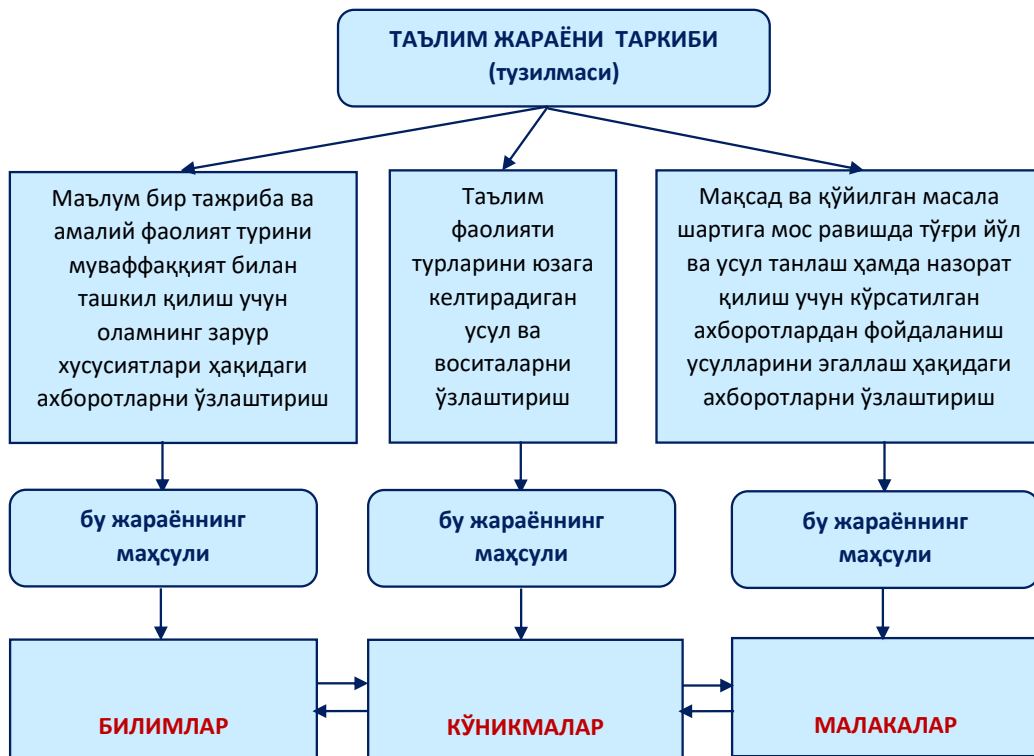 ТАЪЛИМ ЖАРАЁНИ ТАРКИБИ
(тузилмаси)
Маълум бир тажриба ва
амалий фаолият турини
муваффаққият билан
ташкил қилиш учун
оламнинг зарур
хусусиятлари ҳақидаги
ахборотларни ўзлаштириш
Таълим
фаолияти
турларини юзага
келтирадиган
усул ва
воситаларни
ўзлаштириш
Мақсад ва қўйилган масала
шартига мос равишда тўғри йўл
ва усул танлаш ҳамда назорат
қилиш учун кўрсатилган
ахборотлардан фойдаланиш
усулларини эгаллаш ҳақидаги
ахборотларни ўзлаштириш
бу жараённинг
маҳсули
бу жараённинг
маҳсули
бу жараённинг
маҳсули
БИЛИМЛАР
КЎНИКМАЛАР
МАЛАКАЛАР